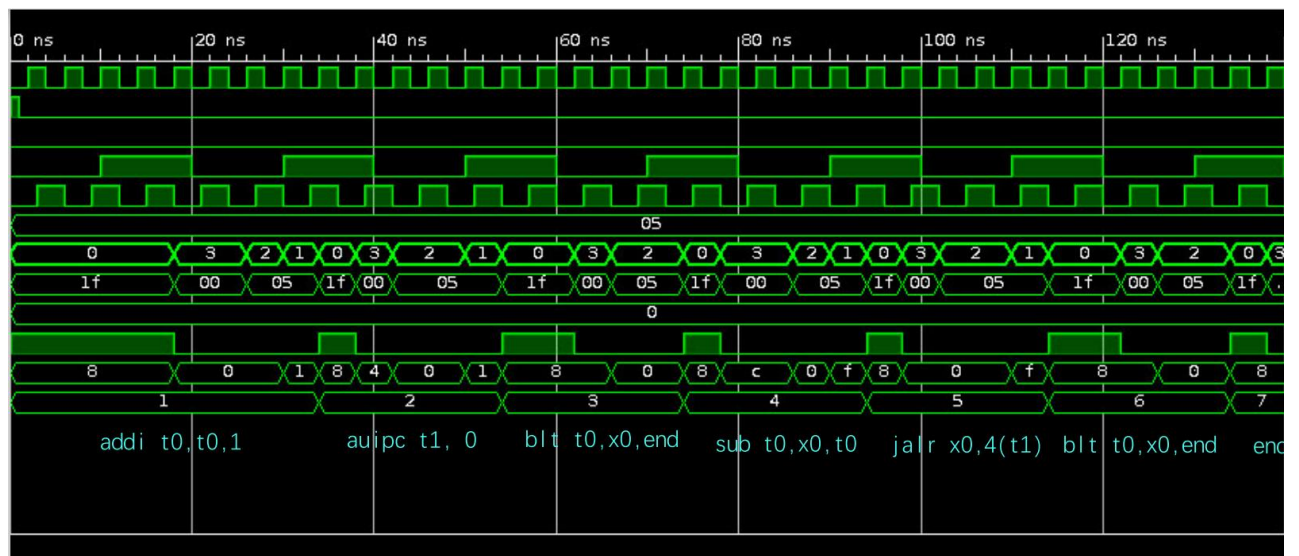 0 ns 20 ns 40 ns 60 ns 80 ns 100 ns 120 ns
05
0 3 2 1 0 3 2 1 0 3 2 0 3 2 1 0 3 2 1 0 3 2 0 3
1f 00 05 1f 00 05 1f 00 05 1f 00 05 1f 00 05 1f 00 05 1f .
0
8 0 1 8 4 0 1 8 0 8 c 0 f 8 0 f 8 0 8
1 2 3 4 5 6 7
addi t0,t0,1 auipc t1, 0 blt t0,x0,end sub t0,x0,t0 jalr x0,4(t1) blt t0,x0,end end